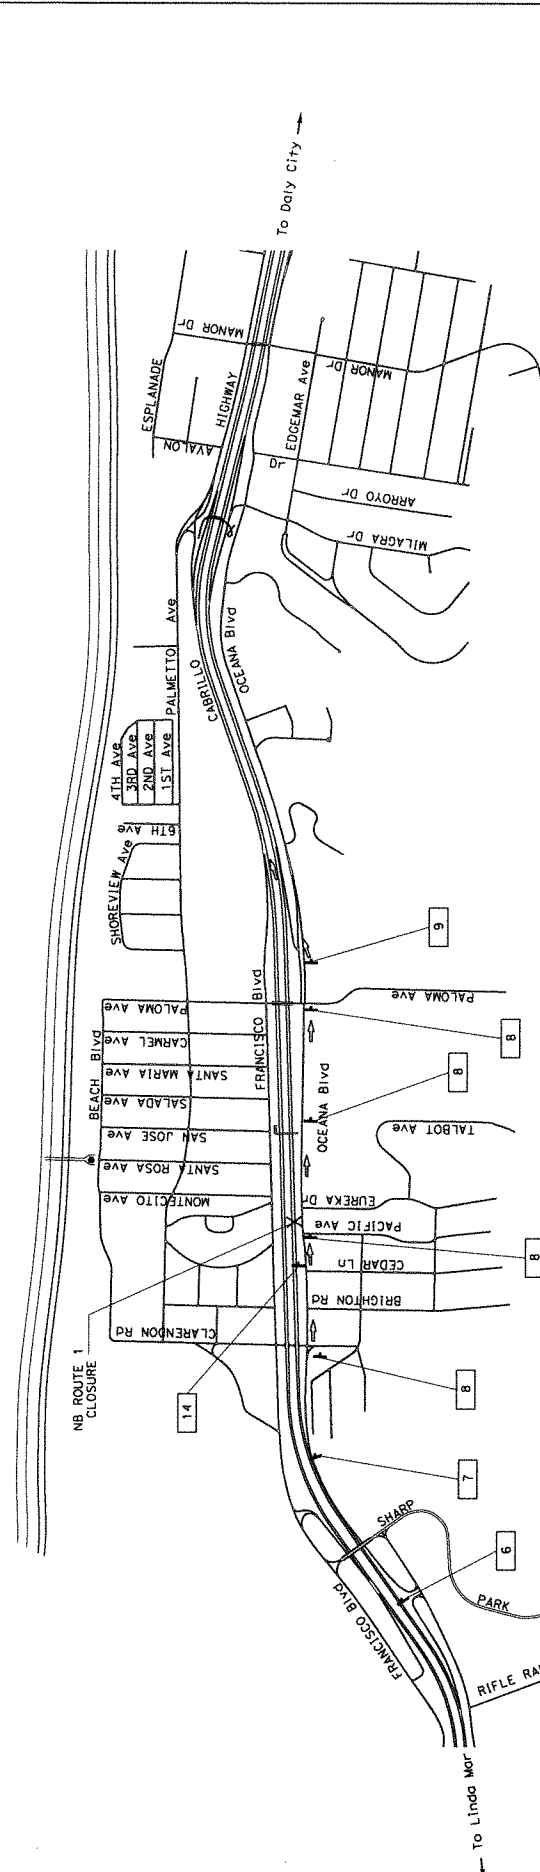 To Daly City
MANOR Dr
ESPLANADE
HIGHWAY
AVALON
EDGEMAR Ave
MANOR Dr
Dr
ARROYO Dr
MILAGRA Dr
PALMETTO Ave
CABRILLO
OCEANA Blvd
4TH Ave
3RD Ave
2ND Ave
1ST Ave
6TH Ave
SHOREVIEW Ave
9
PALOMA Ave
PALOMA Ave
BEACH Blvd
FRANCISCO Blvd
CARMEL Ave
8
SANTA MARIA Ave
8
SALADA Ave
OCEANA Blvd
SAN JOSE Ave
TALBOT Ave
SANTA ROSA Ave
EUREKA Dr
MONTECITO Ave
PACIFIC Ave
8
CEDAR Ln
BRIGHTON Rd
CLARENDON Rd
NB ROUTE 1
CLOSURE
14
8
7
SHARP
PARK
6
FRANCISCO Blvd
To Linda Mar